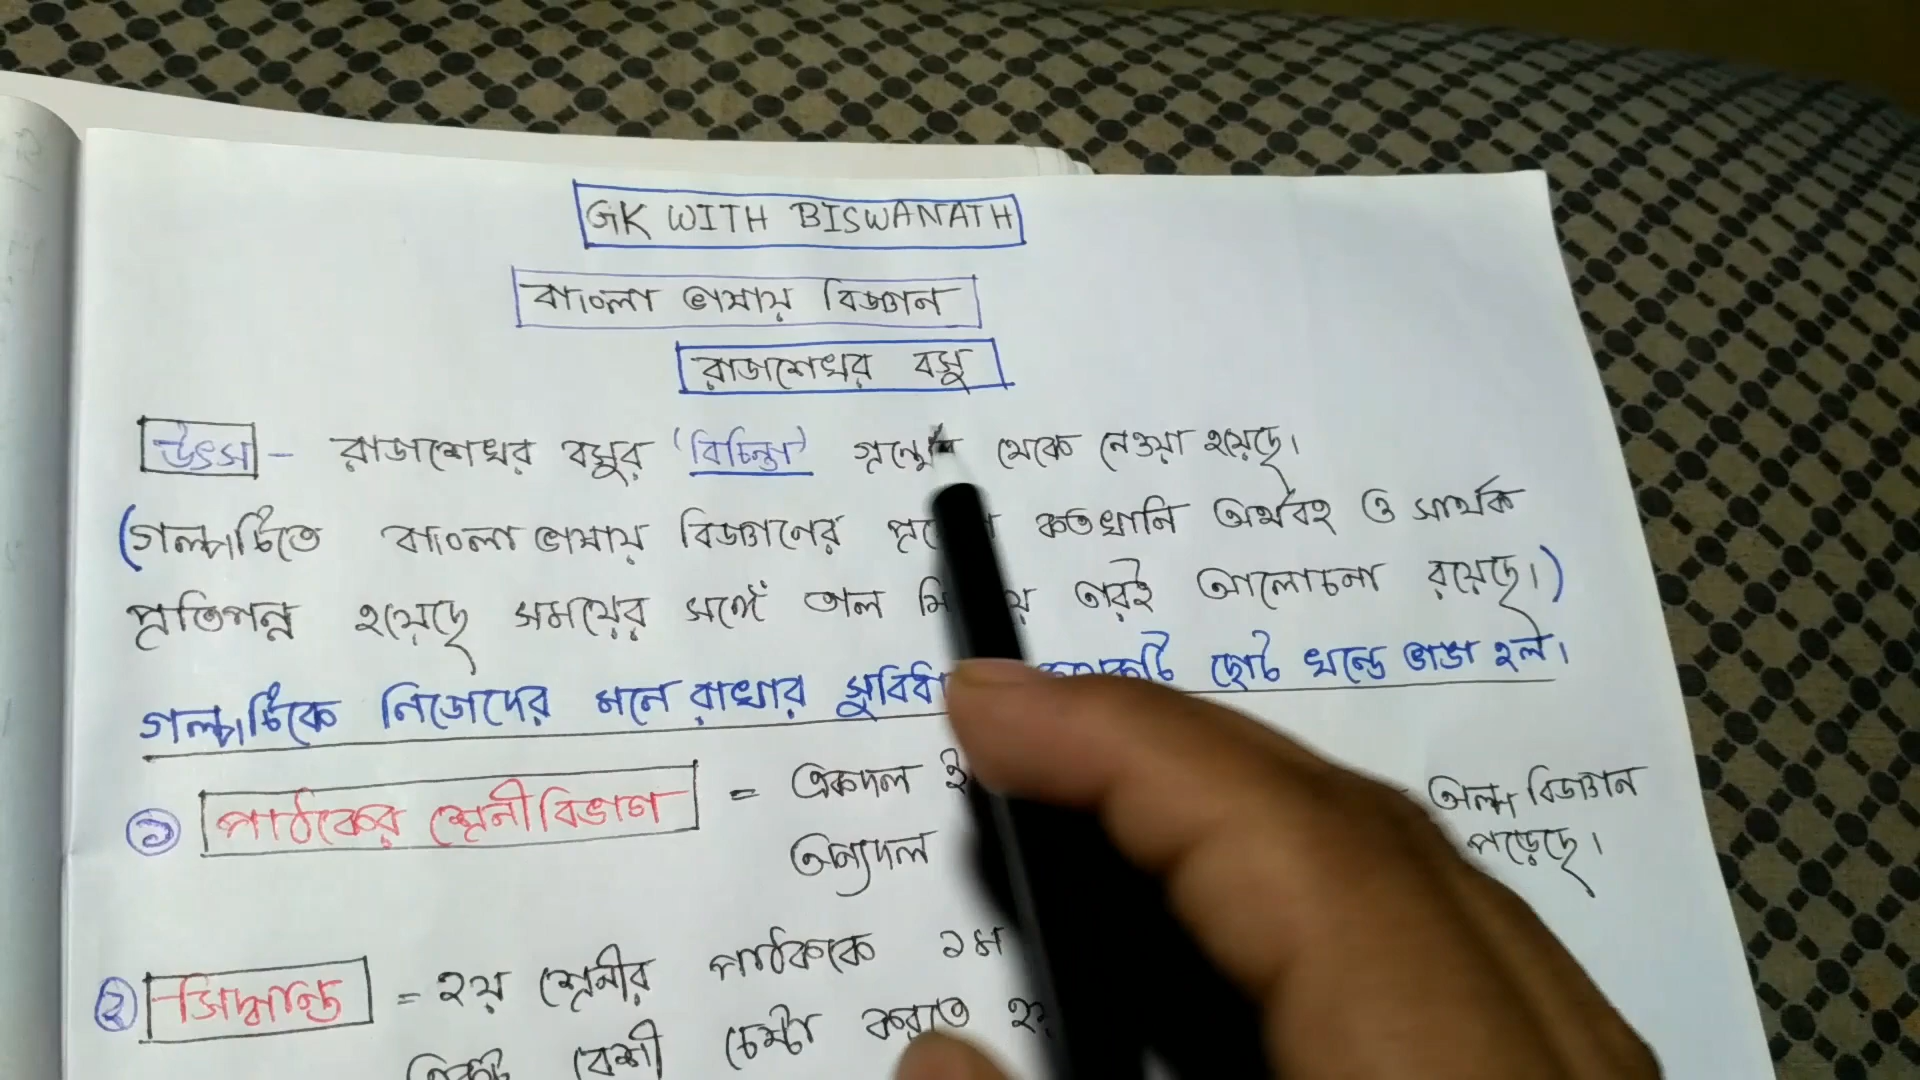 GK WITH BISWANATH
বাংলা ভাষায় বিজ্ঞান
রাজশেখর বসু
উৎস - রাজশেখর বসুর 'বিচিন্তা' গ্রন্থের থেকে নেওয়া হয়েছে।
(গল্পটিতে বাংলা ভাষায় বিজ্ঞানের কতখানি অর্থবহ ও সার্থক
প্রতিপন্ন হয়েছে সময়ের সঙ্গে তাল তারই আলোচনা রয়েছে।)
গল্পটিকে নিজেদের মনে রাখার ছোট খন্ডে ভাঙা হল।
১ পাঠকের শ্রেনীবিভাগ = একদল অল্প বিজ্ঞান
অন্যদল পড়েছে।
২ সিদ্ধান্ত = ২য় শ্রেনীর পাঠককে ১ম
একটু বেশী চেষ্টা করতে